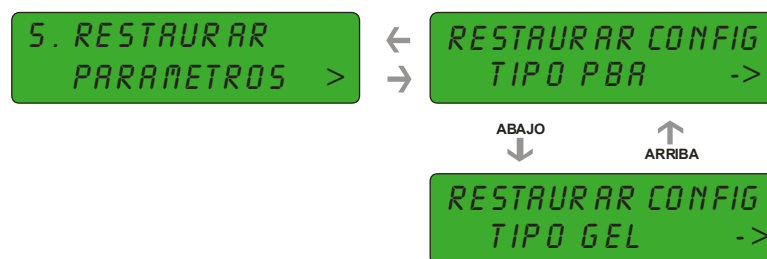 5. RESTAURAR
PARAMETROS >
RESTAURAR CONFIG
TIPO PBA ->
ABAJO
ARRIBA
RESTAURAR CONFIG
TIPO GEL ->